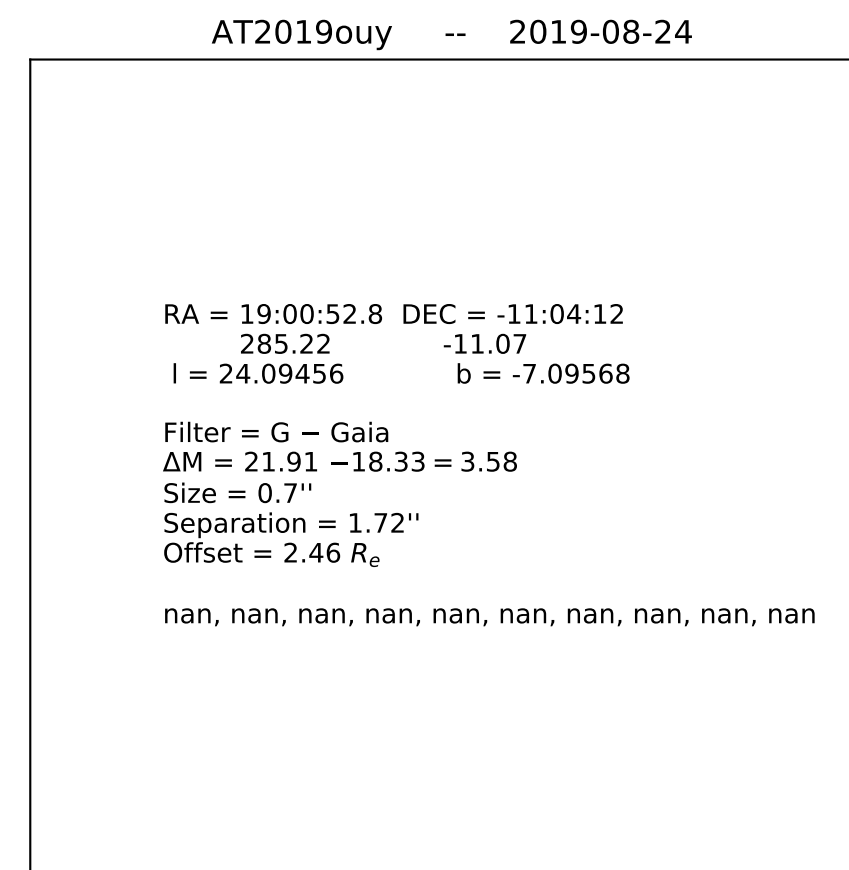 AT2019ouy -- 2019-08-24
RA = 19:00:52.8 DEC = -11:04:12
285.22 -11.07
l = 24.09456 b = -7.09568
Filter = G − Gaia
ΔM = 21.91 −18.33 = 3.58
Size = 0.7''
Separation = 1.72''
Offset = 2.46 Rₑ
nan, nan, nan, nan, nan, nan, nan, nan, nan, nan